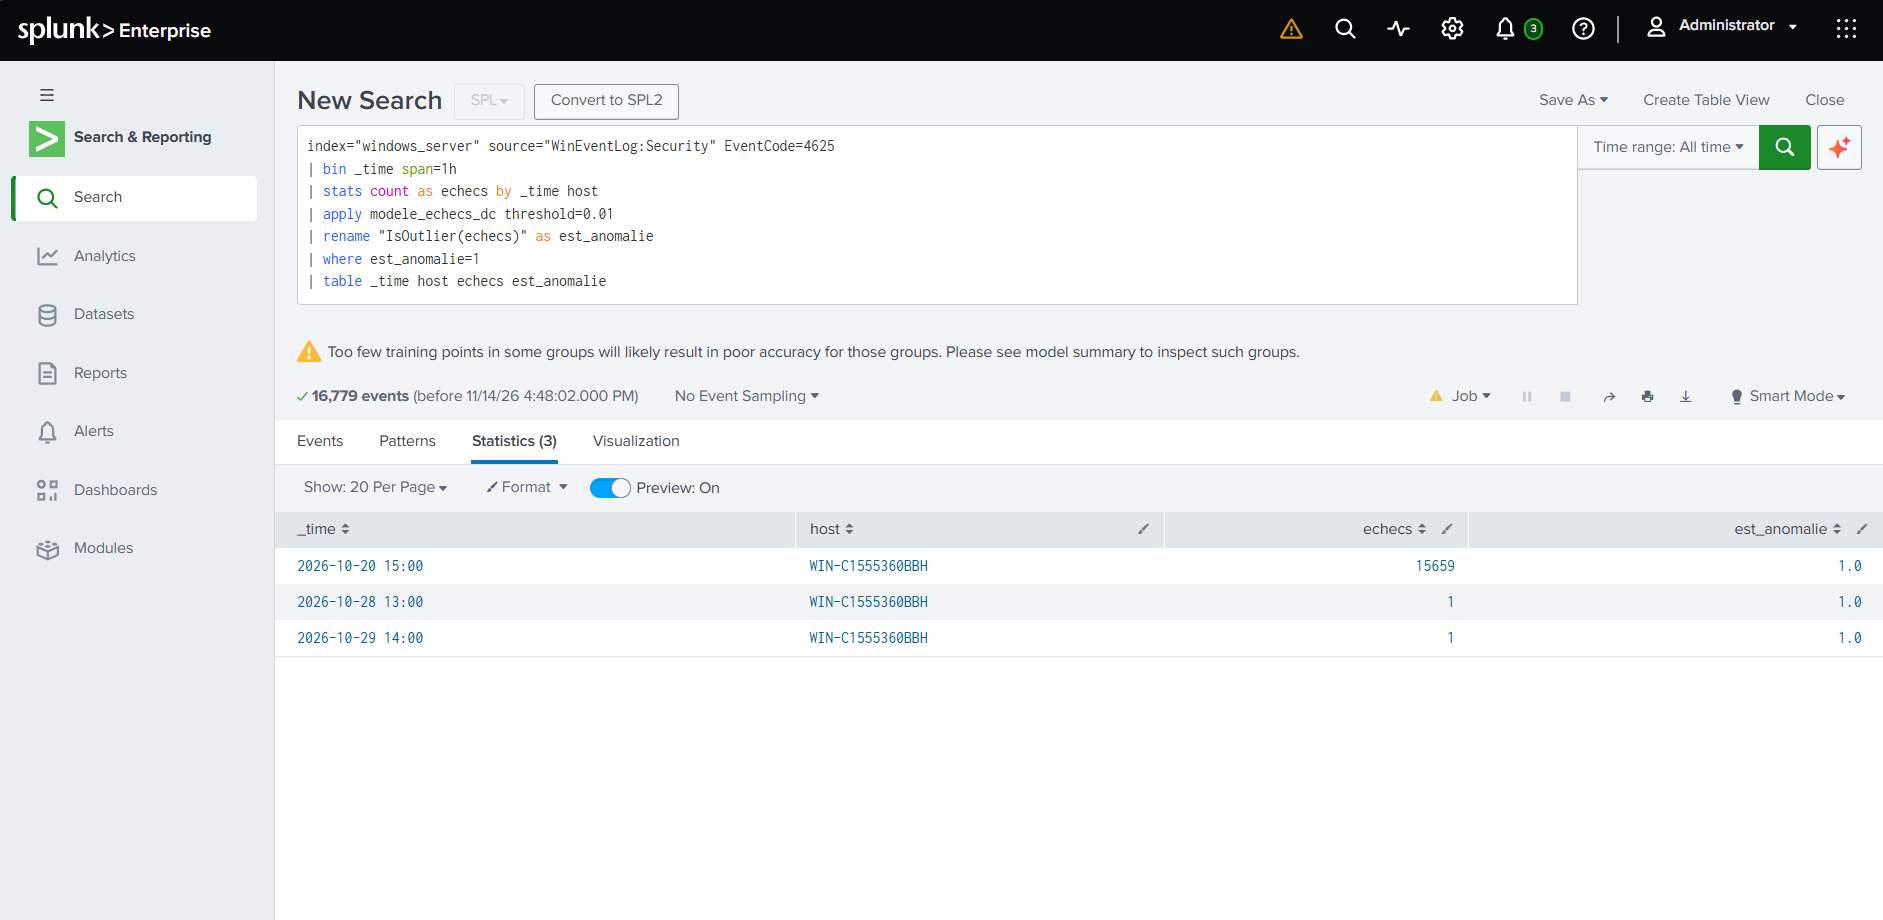 splunk> Enterprise
3
Administrator
Search & Reporting
Search
Analytics
Datasets
Reports
Alerts
Dashboards
Modules
New Search
SPL
Convert to SPL2
Save As
Create Table View
Close
index="windows_server" source="WinEventLog:Security" EventCode=4625
| bin _time span=1h
| stats count as echecs by _time host
| apply modele_echecs_dc threshold=0.01
| rename "IsOutlier(echecs)" as est_anomalie
| where est_anomalie=1
| table _time host echecs est_anomalie
Time range: All time
Too few training points in some groups will likely result in poor accuracy for those groups. Please see model summary to inspect such groups.
16,779 events (before 11/14/26 4:48:02.000 PM)
No Event Sampling
Job
Smart Mode
Events
Patterns
Statistics (3)
Visualization
Show: 20 Per Page
Format
Preview: On
_time host echecs est_anomalie
2026-10-20 15:00 WIN-C1555360BBH 15659 1.0
2026-10-28 13:00 WIN-C1555360BBH 1 1.0
2026-10-29 14:00 WIN-C1555360BBH 1 1.0